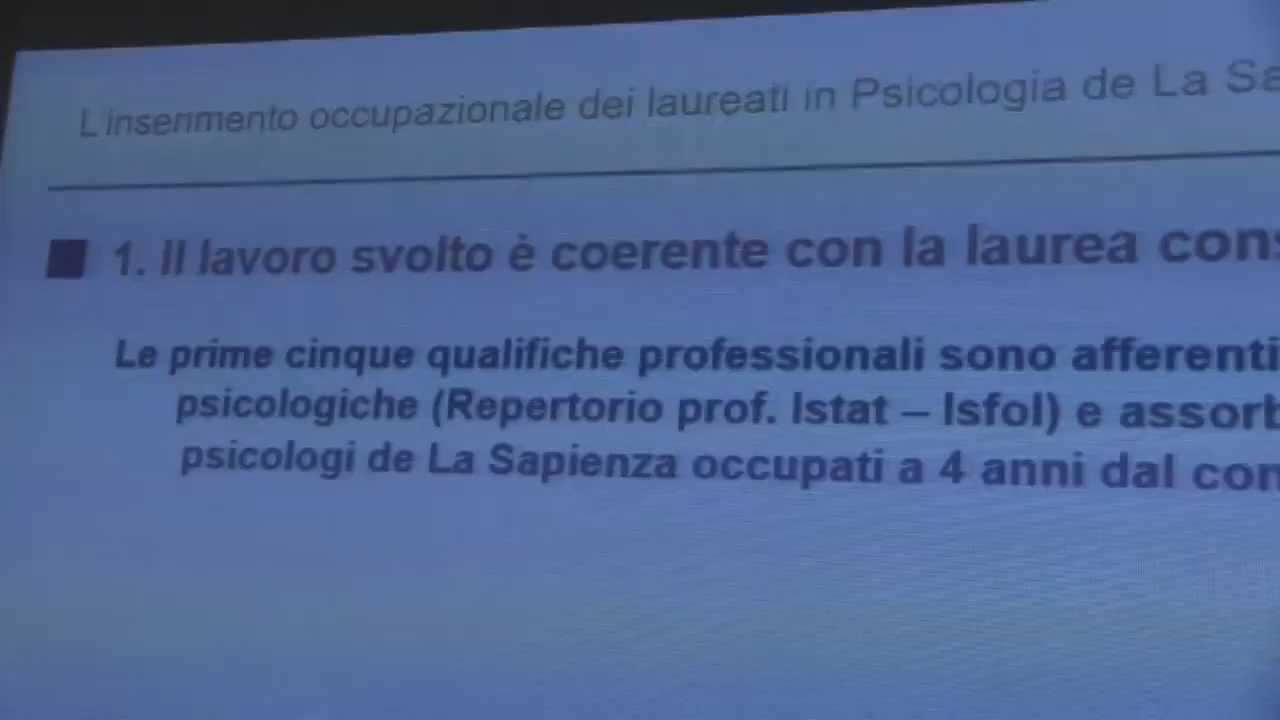 L'inserimento occupazionale dei laureati in Psicologia de La Sa
1. Il lavoro svolto è coerente con la laurea cons
Le prime cinque qualifiche professionali sono afferenti
psicologiche (Repertorio prof. Istat – Isfol) e assorb
psicologi de La Sapienza occupati a 4 anni dal con